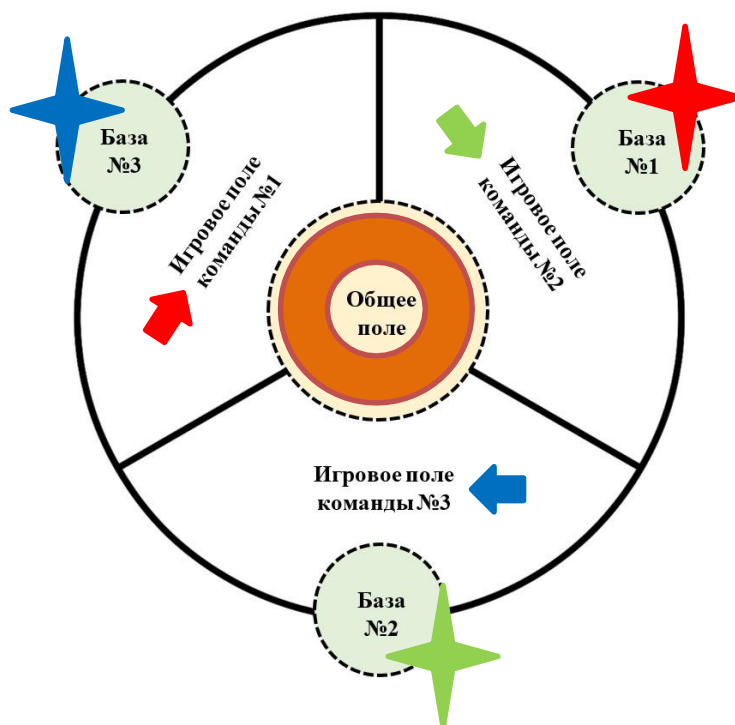 База
№3
База
№1
Игровое поле
команды №1
Игровое поле
команды №2
Общее
поле
Игровое поле
команды №3
База
№2